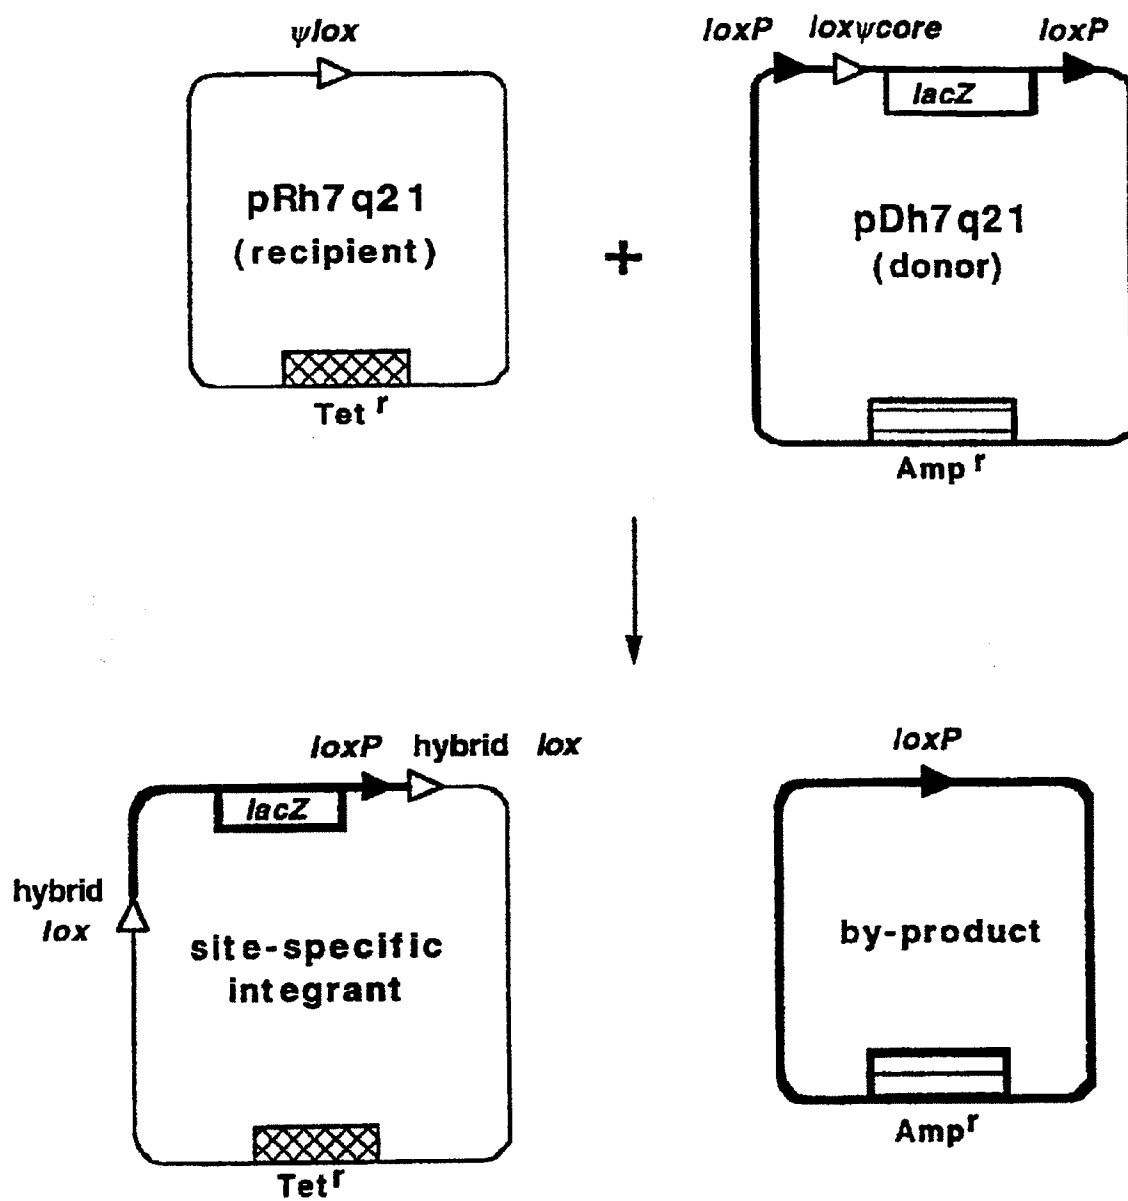 ψlox
pRh7q21
(recipient)
Tet r
+
loxP loxψcore loxP
lacZ
pDh7q21
(donor)
Amp r
loxP hybrid lox
lacZ
hybrid
lox
site-specific
integrant
Tet r
loxP
by-product
Amp r